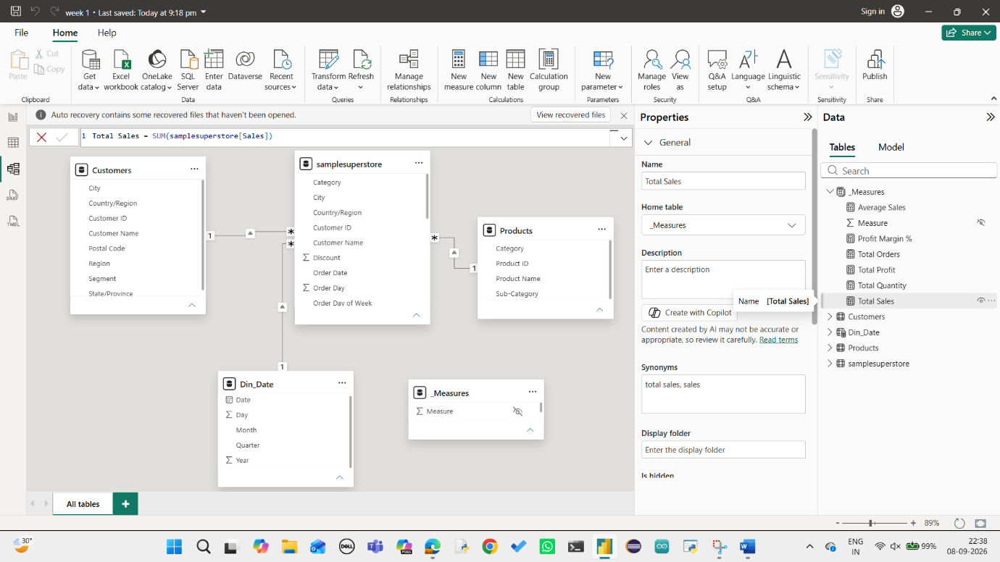 week 1 • Last saved: Today at 9:18 pm
Sign in
File
Home
Help
Share
Paste
Cut
Copy
Get data
Excel workbook
OneLake catalog
SQL Server
Enter data
Dataverse
Recent sources
Transform data
Refresh
Manage relationships
New measure
New column
New table
Calculation group
New parameter
Manage roles
View as
Q&A setup
Language
Linguistic schema
Sensitivity
Publish
Clipboard
Data
Queries
Relationships
Calculations
Parameters
Security
Q&A
Sensitivity
Share
Auto recovery contains some recovered files that haven't been opened.
View recovered files
1 Total Sales = SUM(samplesuperstore[Sales])
DAX
TMDL
Customers
City
Country/Region
Customer ID
Customer Name
Postal Code
Region
Segment
State/Province
1
*
*
samplesuperstore
Category
City
Country/Region
Customer ID
Customer Name
Discount
Order Date
Order Day
Order Day of Week
*
1
Products
Category
Product ID
Product Name
Sub-Category
1
Din_Date
Date
Day
Month
Quarter
Year
_Measures
Measure
All tables
Properties
General
Name
Total Sales
Home table
_Measures
Description
Enter a description
Name [Total Sales]
Create with Copilot
Content created by AI may not be accurate or
appropriate, so review it carefully. Read terms
Synonyms
total sales, sales
Display folder
Enter the display folder
Is hidden
Data
Tables
Model
Search
_Measures
Average Sales
Measure
Profit Margin %
Total Orders
Total Profit
Total Quantity
Total Sales
Customers
Din_Date
Products
samplesuperstore
89%
30°
DELL
M365
ENG
IN
99%
22:38
08-09-2026